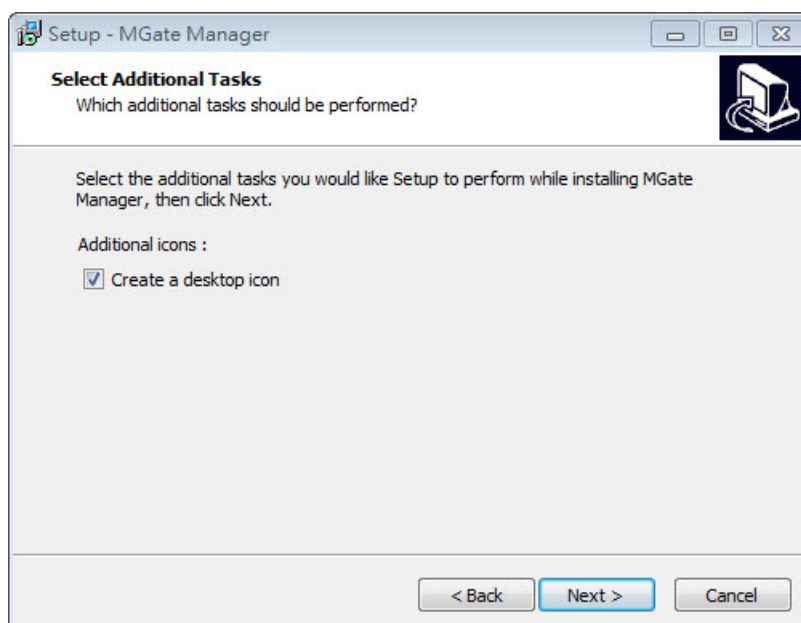 Setup - MGate Manager
Select Additional Tasks
Which additional tasks should be performed?
Select the additional tasks you would like Setup to perform while installing MGate
Manager, then click Next.
Additional icons :
Create a desktop icon
< Back
Next >
Cancel